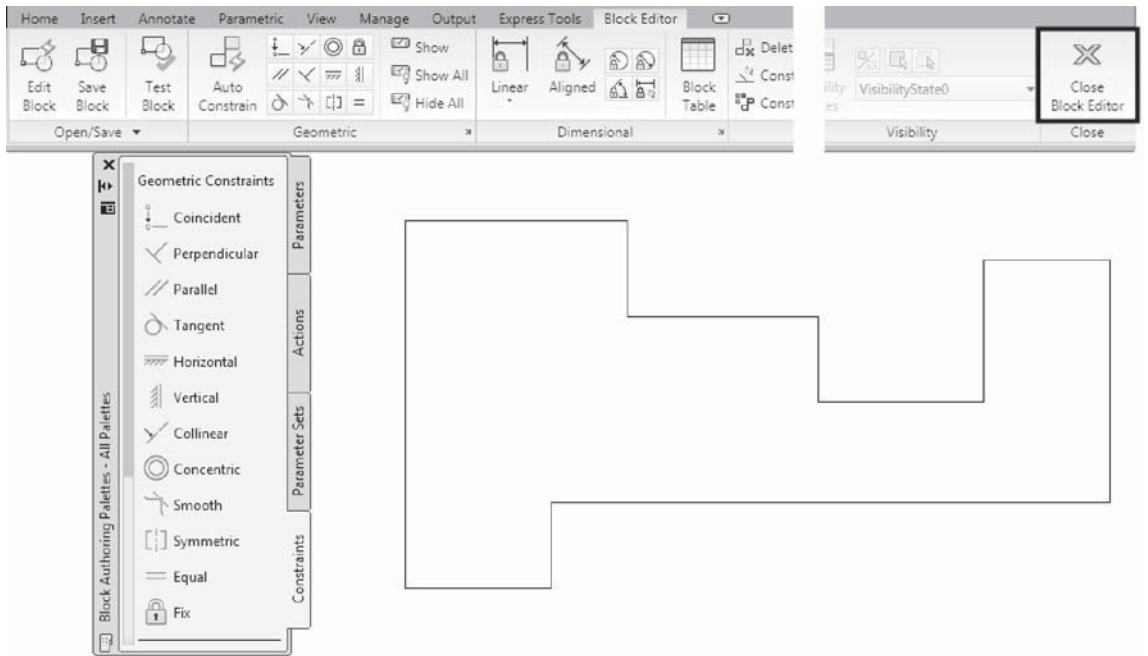 Home Insert Annotate Parametric View Manage Output Express Tools Block Editor
Edit Block
Save Block
Test Block
Auto Constrain
Show
Show All
Hide All
Linear
Aligned
Block Table
Delet
Const
Const
VisibilityState0
Close Block Editor
Open/Save
Geometric
Dimensional
Visibility
Close
Geometric Constraints
Coincident
Perpendicular
Parallel
Tangent
Horizontal
Vertical
Collinear
Concentric
Smooth
Symmetric
Equal
Fix
Parameters
Actions
Parameter Sets
Constraints
Block Authoring Palettes - All Palettes